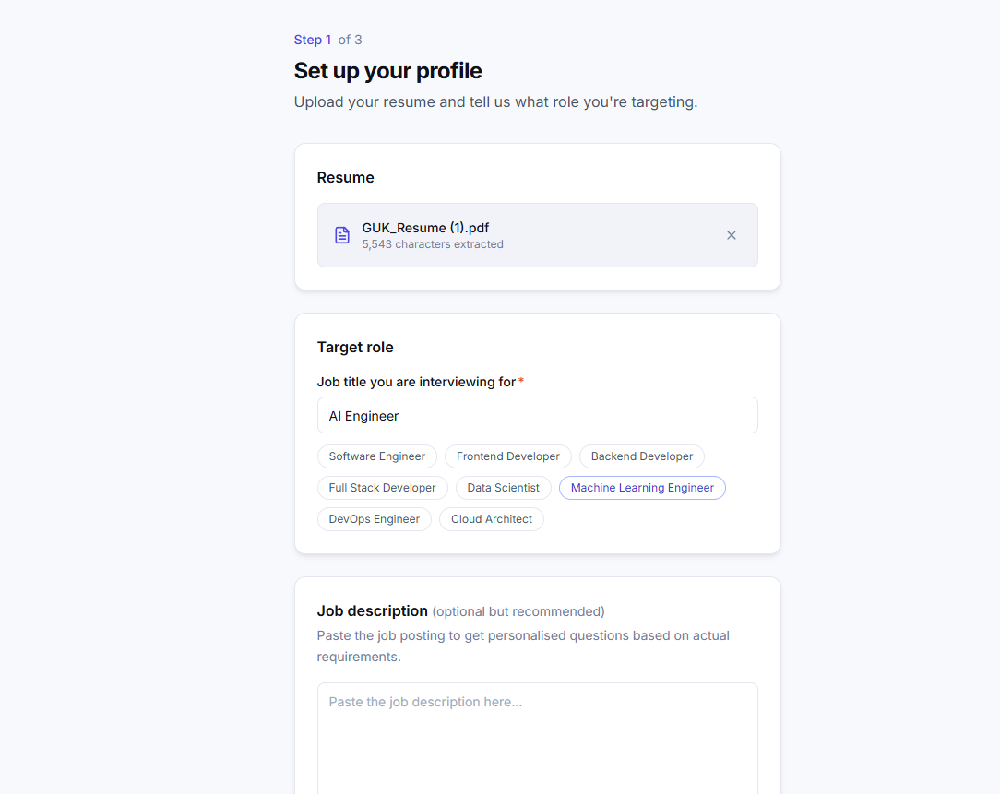 Step 1 of 3
Set up your profile
Upload your resume and tell us what role you're targeting.
Resume
GUK_Resume (1).pdf
5,543 characters extracted
Target role
Job title you are interviewing for *
AI Engineer
Software Engineer Frontend Developer Backend Developer
Full Stack Developer Data Scientist Machine Learning Engineer
DevOps Engineer Cloud Architect
Job description (optional but recommended)
Paste the job posting to get personalised questions based on actual
requirements.
Paste the job description here...